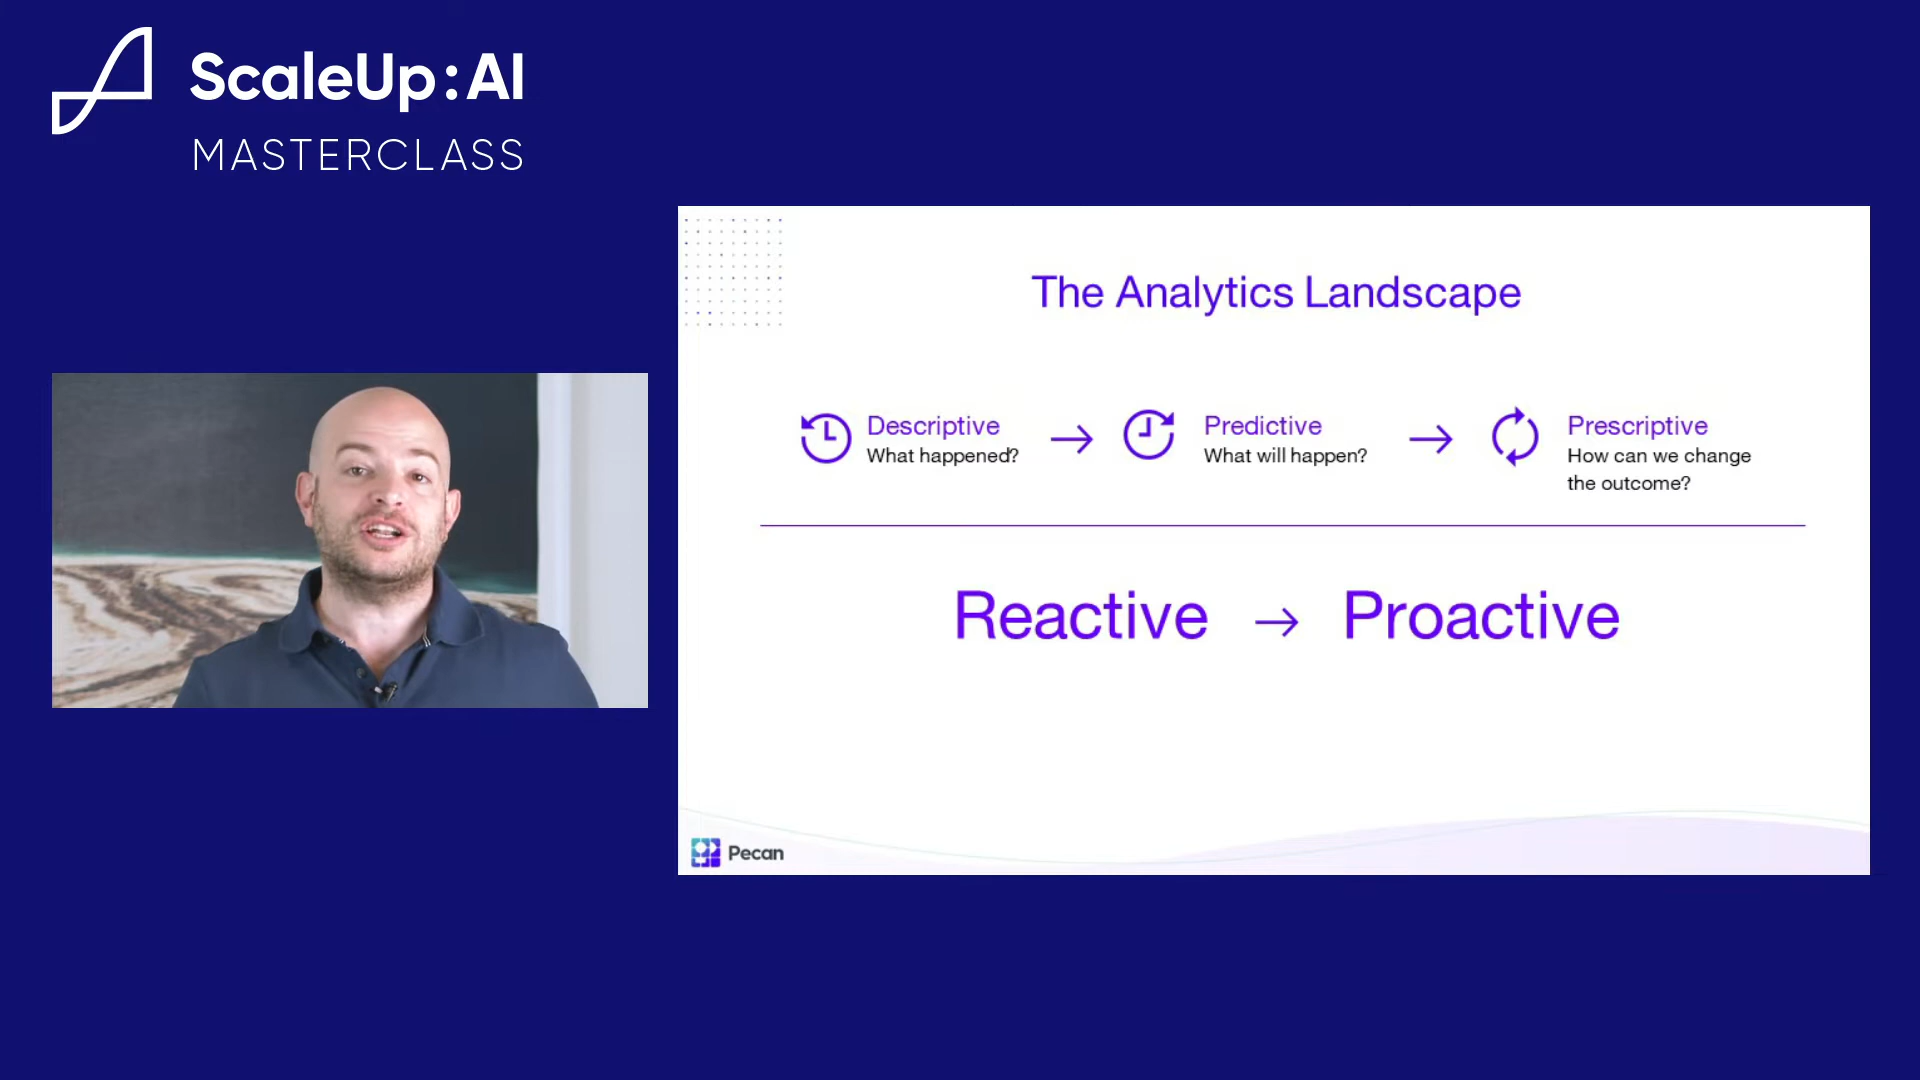 ScaleUp:AI
MASTERCLASS
The Analytics Landscape
Descriptive
What happened?
Predictive
What will happen?
Prescriptive
How can we change
the outcome?
Reactive → Proactive
Pecan